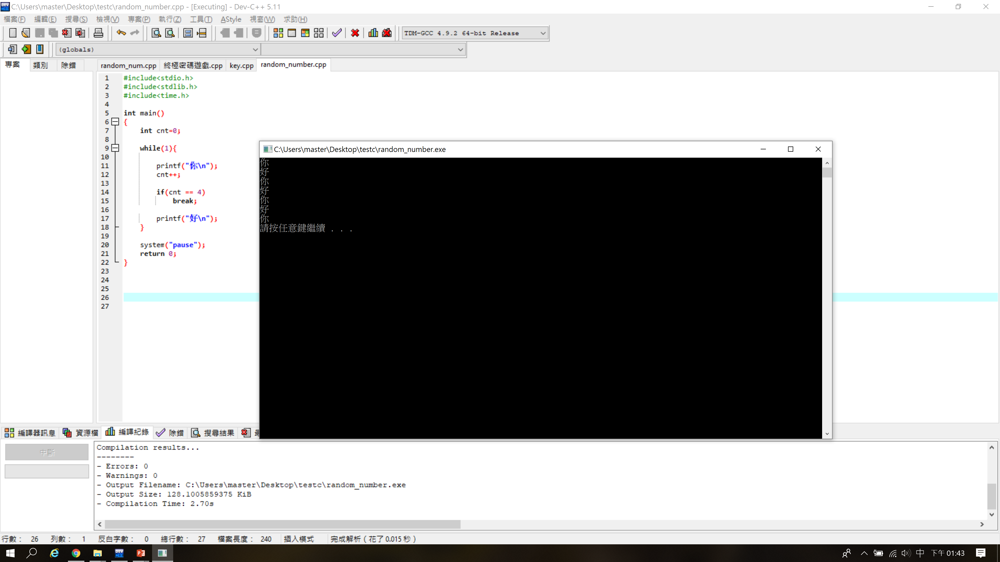 C:\Users\master\Desktop\testc\random_number.cpp - [Executing] - Dev-C++ 5.11
檔案(F) 編輯(E) 搜尋(S) 檢視(V) 專案(P) 執行(Z) 工具(T) AStyle 視窗(W) 求助(H)
TDM-GCC 4.9.2 64-bit Release
(globals)
專案 類別 除錯
random_num.cpp 終極密碼遊戲.cpp key.cpp random_number.cpp
1 #include<stdio.h>
2 #include<stdlib.h>
3 #include<time.h>
4
5 int main()
6 {
7 int cnt=0;
8
9 while(1){
10
11 printf("你\n");
12 cnt++;
13
14 if(cnt == 4)
15 break;
16
17 printf("好\n");
18 }
19
20 system("pause");
21 return 0;
22 }
23
24
25
26
27
C:\Users\master\Desktop\testc\random_number.exe
你
好
你
好
你
好
你
請按任意鍵繼續 . . .
編譯器訊息 資源檔 編譯紀錄 除錯 搜尋結果
中斷
Compilation results...
--------
- Errors: 0
- Warnings: 0
- Output Filename: C:\Users\master\Desktop\testc\random_number.exe
- Output Size: 128.1005859375 KiB
- Compilation Time: 2.70s
行數： 26 列數： 1 反白字數： 0 總行數： 27 檔案長度： 240 插入模式 完成解析（花了 0.015 秒）
中 下午 01:43